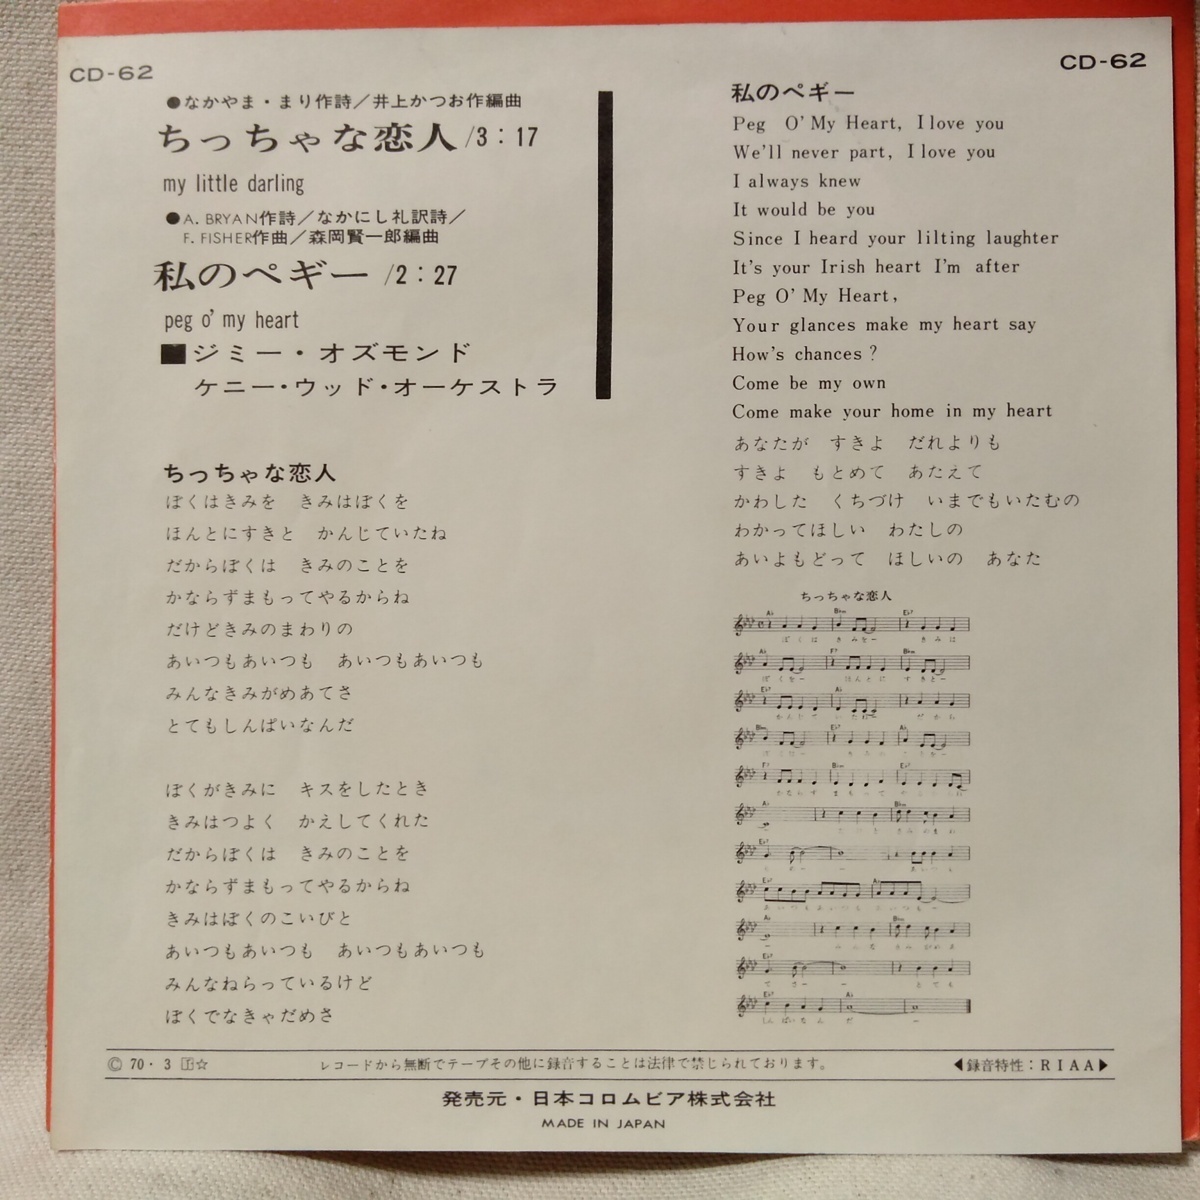 CD-62
CD-62
●なかやま・まり作詩／井上かつお作編曲
ちっちゃな恋人/3:17
my little darling
●A. BRYAN作詩／なかにし礼訳詩／
F. FISHER作曲／森岡賢一郎編曲
私のペギー/2:27
peg o' my heart
■ジミー・オズモンド
ケニー・ウッド・オーケストラ
ちっちゃな恋人
ぼくはきみを　きみはぼくを
ほんとにすきと　かんじていたね
だからぼくは　きみのことを
かならずまもってやるからね
だけどきみのまわりの
あいつもあいつも　あいつもあいつも
みんなきみがめあてさ
とてもしんぱいなんだ
ぼくがきみに　キスをしたとき
きみはつよく　かえしてくれた
だからぼくは　きみのことを
かならずまもってやるからね
きみはぼくのこいびと
あいつもあいつも　あいつもあいつも
みんなねらっているけど
ぼくでなきゃだめさ
私のペギー
Peg O' My Heart, I love you
We'll never part, I love you
I always knew
It would be you
Since I heard your lilting laughter
It's your Irish heart I'm after
Peg O' My Heart,
Your glances make my heart say
How's chances?
Come be my own
Come make your home in my heart
あなたが　すきよ　だれよりも
すきよ　もとめて　あたえて
かわした　くちづけ　いまでもいたむの
わかってほしい　わたしの
あいよもどって　ほしいの　あなた
ちっちゃな恋人
ぼくは きみをー きみは
ぼくをー ほんとに すきとー
© 70・3 ☆ レコードから無断でテープその他に録音することは法律で禁じられております。 ◀録音特性：RIAA▶
発売元・日本コロムビア株式会社
MADE IN JAPAN